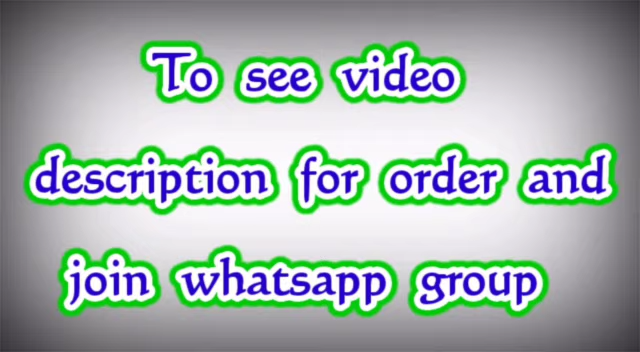 To see video
description for order and
join whatsapp group